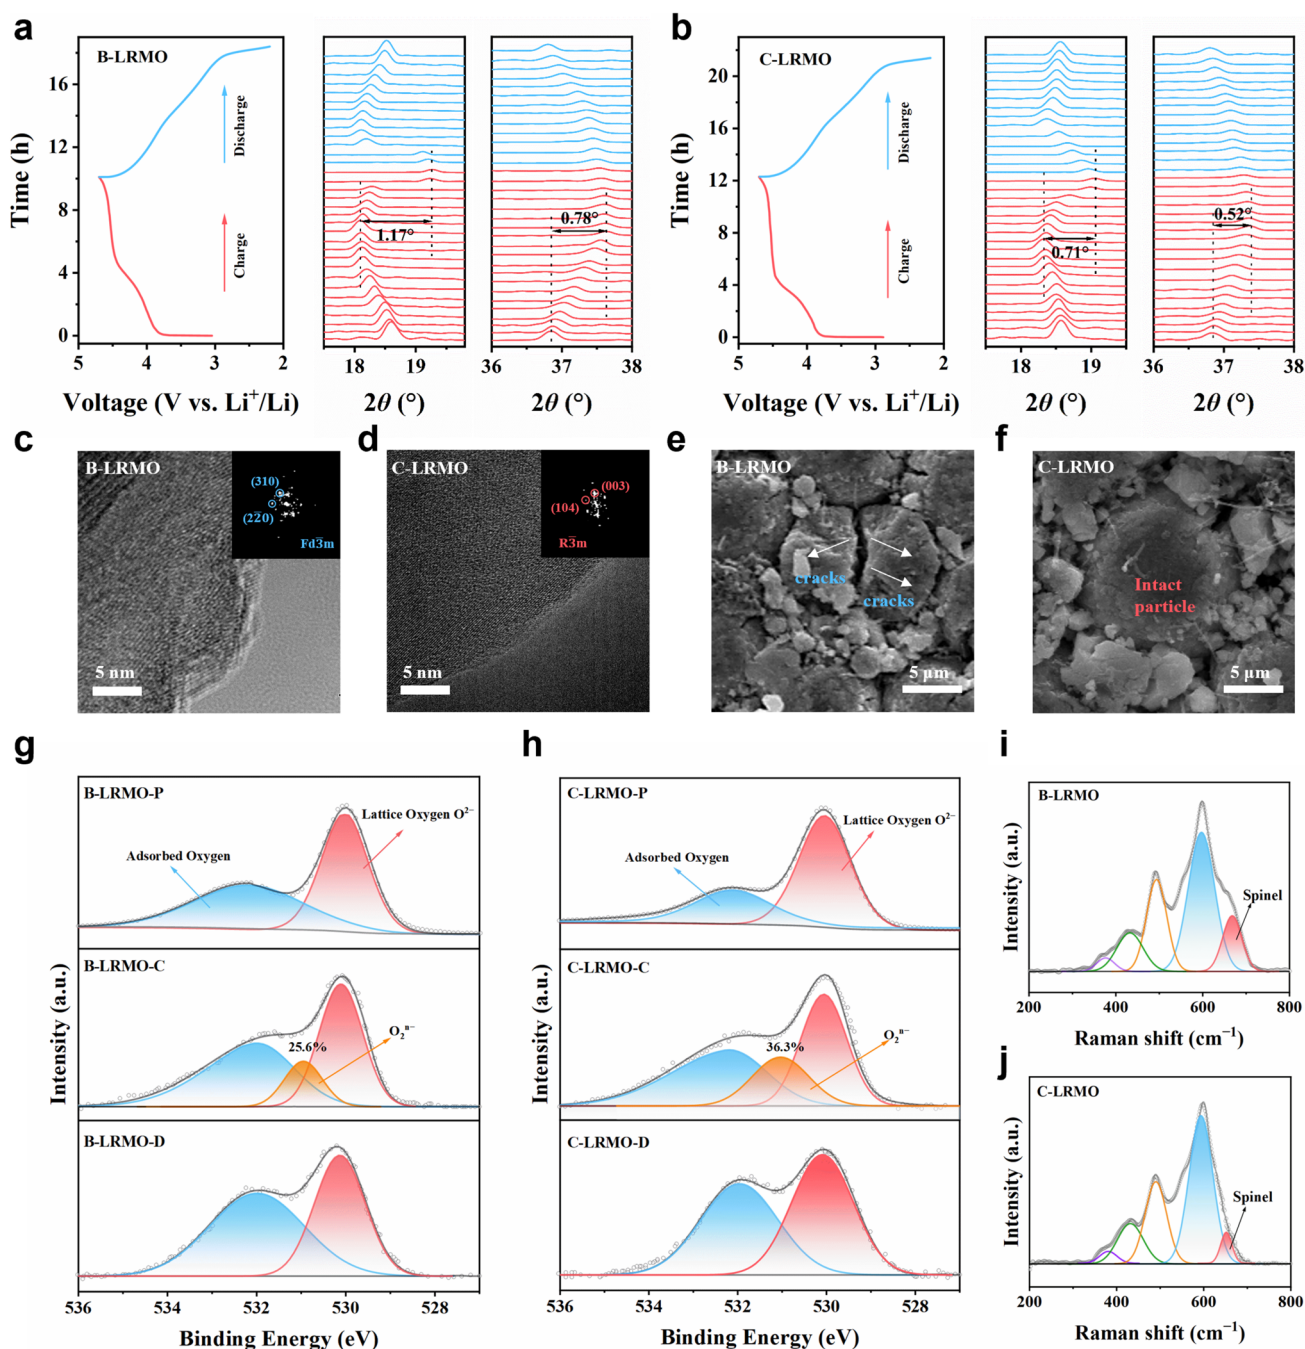 a
B-LRMO
Discharge
Charge
1.17°
0.78°
Time (h)
16
12
8
4
0
5
4
3
2
18
19
36
37
38
Voltage (V vs. Li⁺/Li)
2θ (°)
2θ (°)
b
C-LRMO
Discharge
Charge
0.71°
0.52°
Time (h)
20
16
12
8
4
0
5
4
3
2
18
19
36
37
38
Voltage (V vs. Li⁺/Li)
2θ (°)
2θ (°)
c
B-LRMO
(310)
(22̄0)
Fd3̄m
5 nm
d
C-LRMO
(003)
(104)
R3̄m
5 nm
e
B-LRMO
cracks
cracks
5 μm
f
C-LRMO
Intact
particle
5 μm
g
B-LRMO-P
Lattice Oxygen O²⁻
Adsorbed Oxygen
B-LRMO-C
25.6%
O₂ⁿ⁻
B-LRMO-D
Intensity (a.u.)
536
534
532
530
528
Binding Energy (eV)
h
C-LRMO-P
Lattice Oxygen O²⁻
Adsorbed Oxygen
C-LRMO-C
36.3%
O₂ⁿ⁻
C-LRMO-D
Intensity (a.u.)
536
534
532
530
528
Binding Energy (eV)
i
B-LRMO
Spinel
Intensity (a.u.)
200
400
600
800
Raman shift (cm⁻¹)
j
C-LRMO
Spinel
Intensity (a.u.)
200
400
600
800
Raman shift (cm⁻¹)